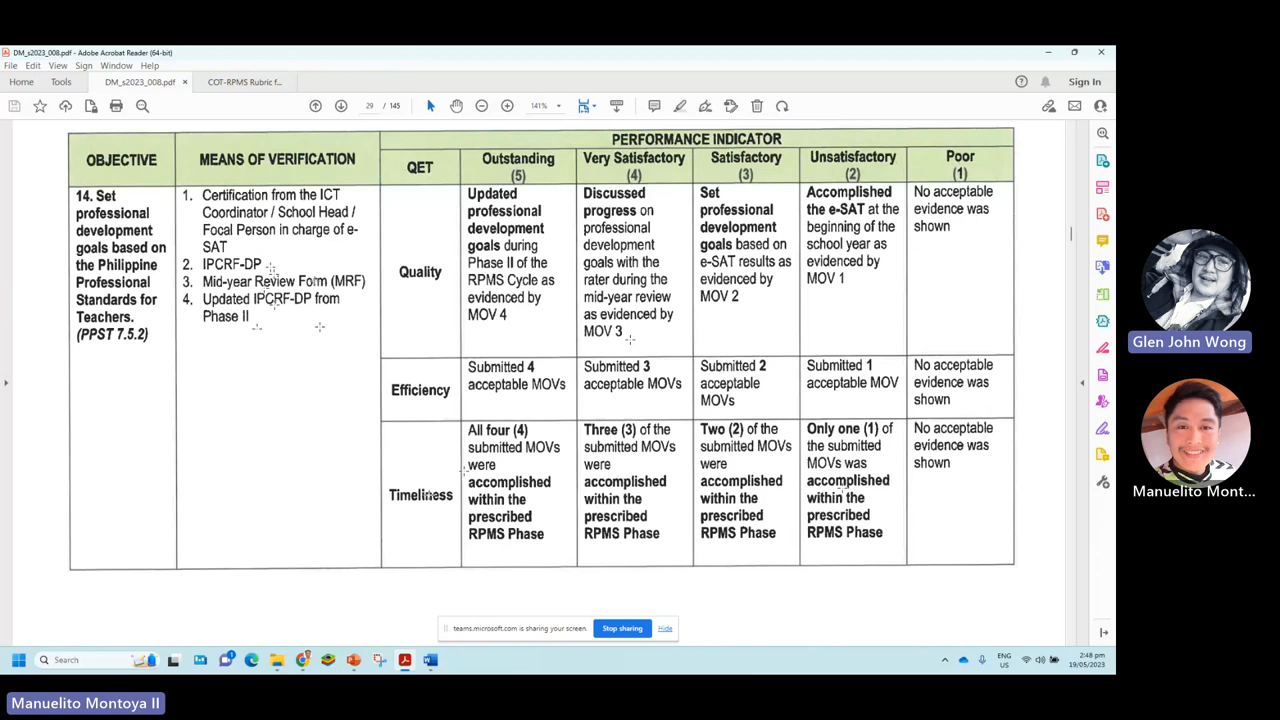 DM_s2023_008.pdf - Adobe Acrobat Reader (64-bit)
File Edit View Sign Window Help
Home Tools DM_s2023_008.pdf × COT-RPMS Rubric f... Sign In
29 / 145 141%
OBJECTIVE
MEANS OF VERIFICATION
QET
PERFORMANCE INDICATOR
Outstanding
(5)
Very Satisfactory
(4)
Satisfactory
(3)
Unsatisfactory
(2)
Poor
(1)
14. Set
professional
development
goals based on
the Philippine
Professional
Standards for
Teachers.
(PPST 7.5.2)
1. Certification from the ICT
Coordinator / School Head /
Focal Person in charge of e-
SAT
2. IPCRF-DP
3. Mid-year Review Form (MRF)
4. Updated IPCRF-DP from
Phase II
Quality
Updated
professional
development
goals during
Phase II of the
RPMS Cycle as
evidenced by
MOV 4
Discussed
progress on
professional
development
goals with the
rater during the
mid-year review
as evidenced by
MOV 3
Set
professional
development
goals based on
e-SAT results as
evidenced by
MOV 2
Accomplished
the e-SAT at the
beginning of the
school year as
evidenced by
MOV 1
No acceptable
evidence was
shown
Efficiency
Submitted 4
acceptable MOVs
Submitted 3
acceptable MOVs
Submitted 2
acceptable
MOVs
Submitted 1
acceptable MOV
No acceptable
evidence was
shown
Timeliness
All four (4)
submitted MOVs
were
accomplished
within the
prescribed
RPMS Phase
Three (3) of the
submitted MOVs
were
accomplished
within the
prescribed
RPMS Phase
Two (2) of the
submitted MOVs
were
accomplished
within the
prescribed
RPMS Phase
Only one (1) of
the submitted
MOVs was
accomplished
within the
prescribed
RPMS Phase
No acceptable
evidence was
shown
Glen John Wong
Manuelito Mont...
teams.microsoft.com is sharing your screen. Stop sharing Hide
Search
ENG
US
2:48 pm
19/05/2023
Manuelito Montoya II